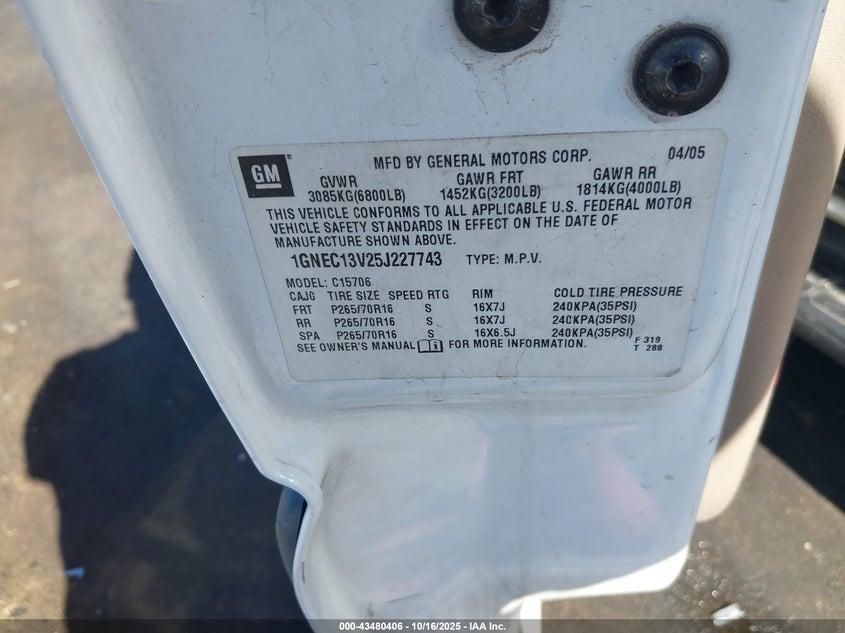 GM
MFD BY GENERAL MOTORS CORP. 04/05
GVWR GAWR FRT GAWR RR
3085KG(6800LB) 1452KG(3200LB) 1814KG(4000LB)
THIS VEHICLE CONFORMS TO ALL APPLICABLE U.S. FEDERAL MOTOR
VEHICLE SAFETY STANDARDS IN EFFECT ON THE DATE OF
MANUFACTURE SHOWN ABOVE.
1GNEC13V25J227743 TYPE: M.P.V.
MODEL: C15706
CAJG TIRE SIZE SPEED RTG RIM COLD TIRE PRESSURE
FRT P265/70R16 S 16X7J 240KPA(35PSI)
RR P265/70R16 S 16X7J 240KPA(35PSI)
SPA P265/70R16 S 16X6.5J 240KPA(35PSI)
SEE OWNER'S MANUAL FOR MORE INFORMATION.
F 319
T 288
000-43480406 - 10/16/2025 - IAA Inc.